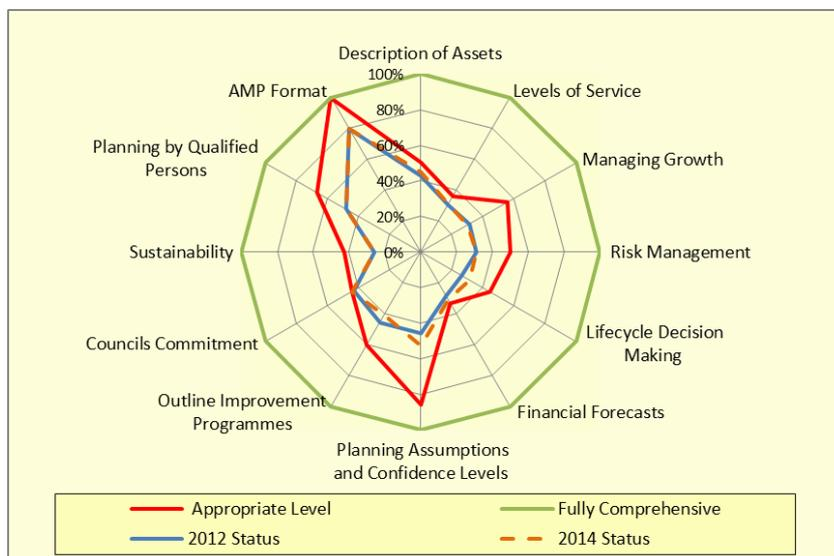 Description of Assets
100%
AMP Format
Levels of Service
80%
Planning by Qualified
Persons
60%
Managing Growth
40%
20%
Sustainability
0%
Risk Management
Councils Commitment
Lifecycle Decision
Making
Outline Improvement
Programmes
Financial Forecasts
Planning Assumptions
and Confidence Levels
Appropriate Level
Fully Comprehensive
2012 Status
2014 Status